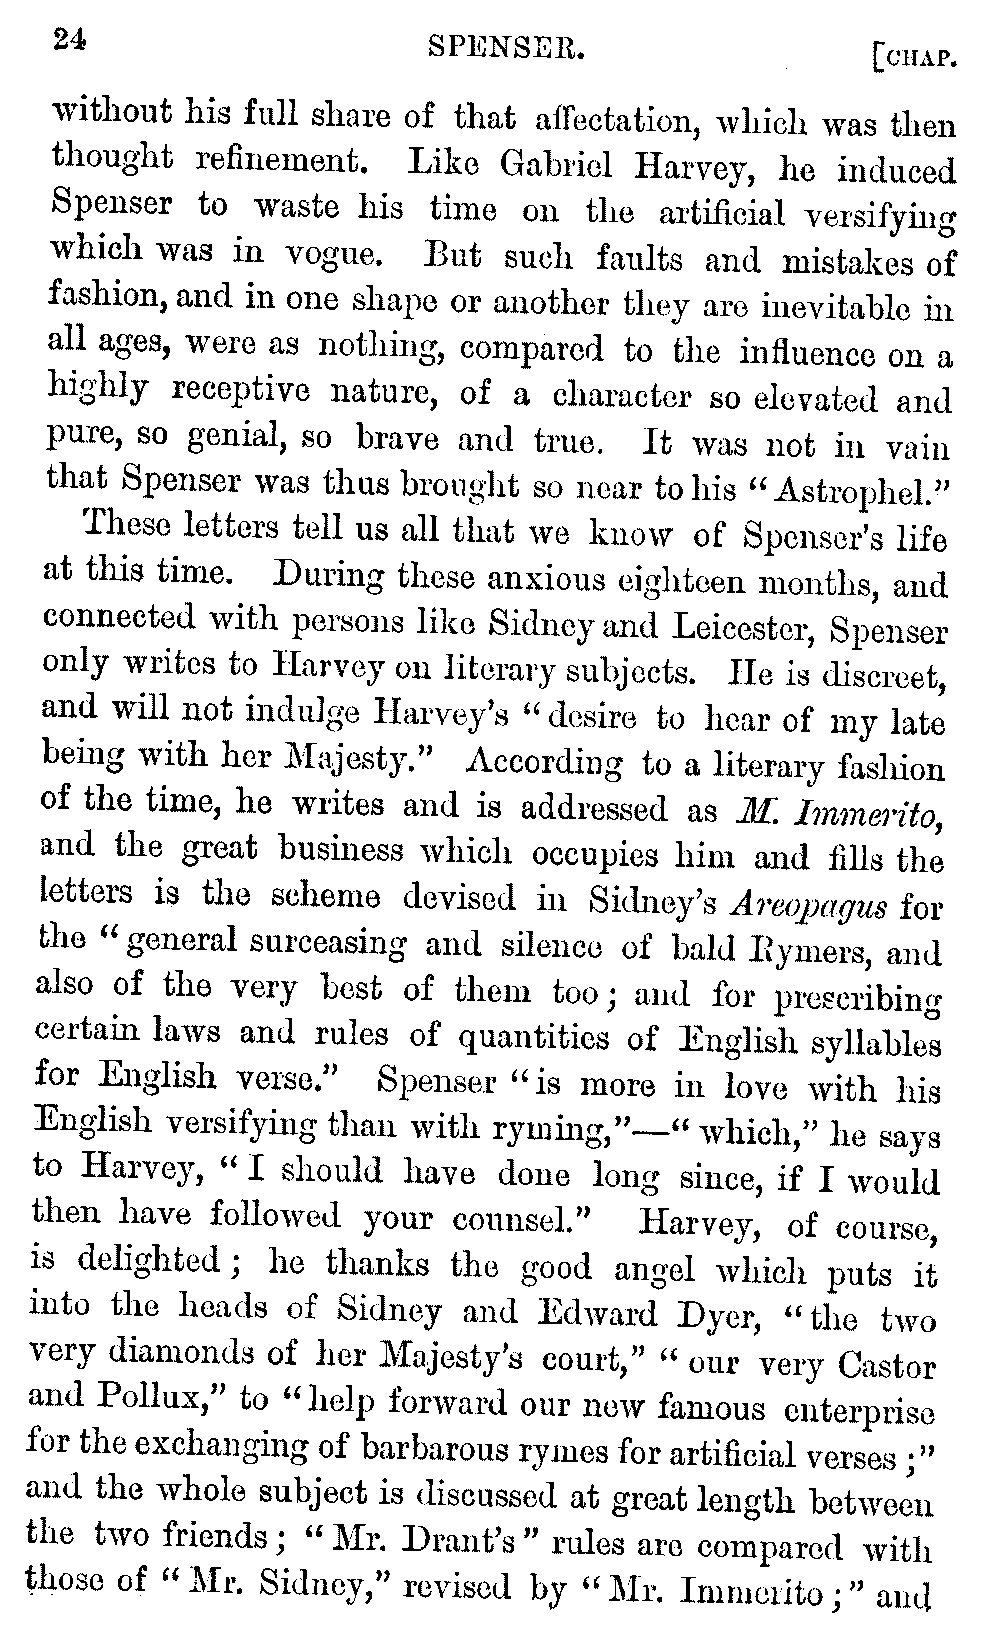 24 SPENSER. [CHAP.
without his full share of that affectation, which was then
thought refinement. Like Gabriel Harvey, he induced
Spenser to waste his time on the artificial versifying
which was in vogue. But such faults and mistakes of
fashion, and in one shape or another they are inevitable in
all ages, were as nothing, compared to the influence on a
highly receptive nature, of a character so elevated and
pure, so genial, so brave and true. It was not in vain
that Spenser was thus brought so near to his “Astrophel.”
These letters tell us all that we know of Spenser’s life
at this time. During these anxious eighteen months, and
connected with persons like Sidney and Leicester, Spenser
only writes to Harvey on literary subjects. He is discreet,
and will not indulge Harvey’s “desire to hear of my late
being with her Majesty.” According to a literary fashion
of the time, he writes and is addressed as M. Immerito,
and the great business which occupies him and fills the
letters is the scheme devised in Sidney’s Areopagus for
the “general surceasing and silence of bald Rymers, and
also of the very best of them too; and for prescribing
certain laws and rules of quantities of English syllables
for English verse.” Spenser “is more in love with his
English versifying than with ryming,”—“which,” he says
to Harvey, “I should have done long since, if I would
then have followed your counsel.” Harvey, of course,
is delighted; he thanks the good angel which puts it
into the heads of Sidney and Edward Dyer, “the two
very diamonds of her Majesty’s court,” “our very Castor
and Pollux,” to “help forward our new famous enterprise
for the exchanging of barbarous rymes for artificial verses;”
and the whole subject is discussed at great length between
the two friends; “Mr. Drant’s” rules are compared with
those of “Mr. Sidney,” revised by “Mr. Immerito;” and